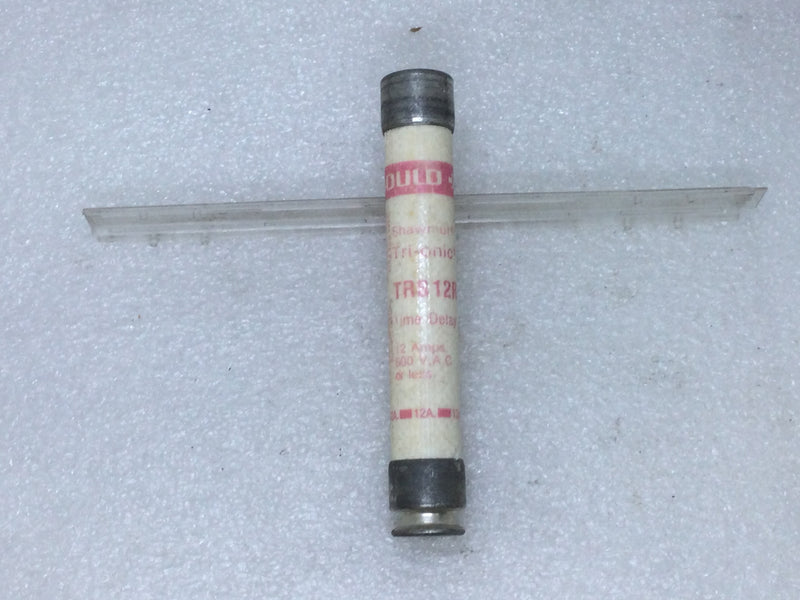 OULD
Shawmut
Tri-onic
TRS12R
Time Delay
12 Amps.
600 V.A.C.
or less.
12A.